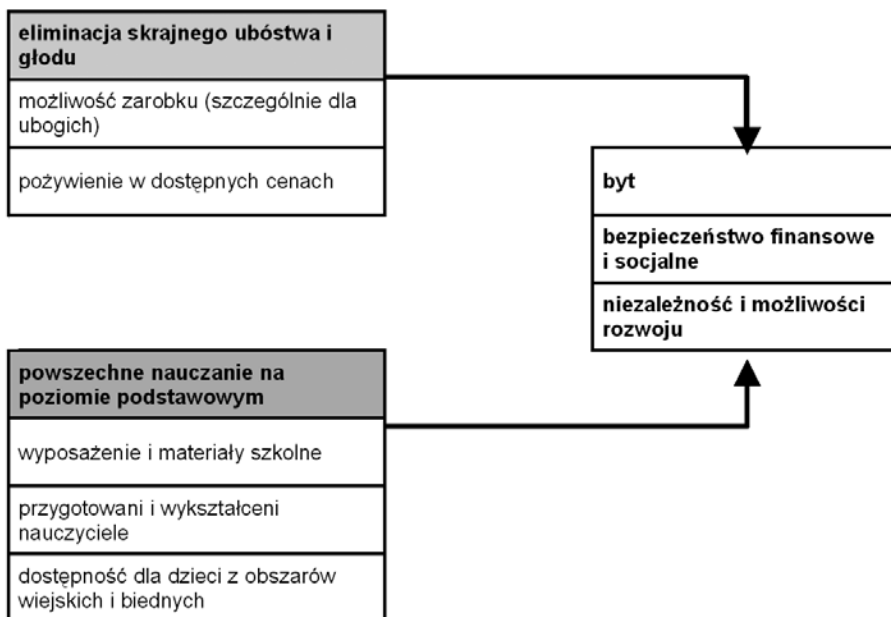 eliminacja skrajnego ubóstwa i
głodu
możliwość zarobku (szczególnie dla
ubogich)
pożywienie w dostępnych cenach
byt
bezpieczeństwo finansowe
i socjalne
niezależność i możliwości
rozwoju
powszechne nauczanie na
poziomie podstawowym
wyposażenie i materiały szkolne
przygotowani i wykształceni
nauczyciele
dostępność dla dzieci z obszarów
wiejskich i biednych